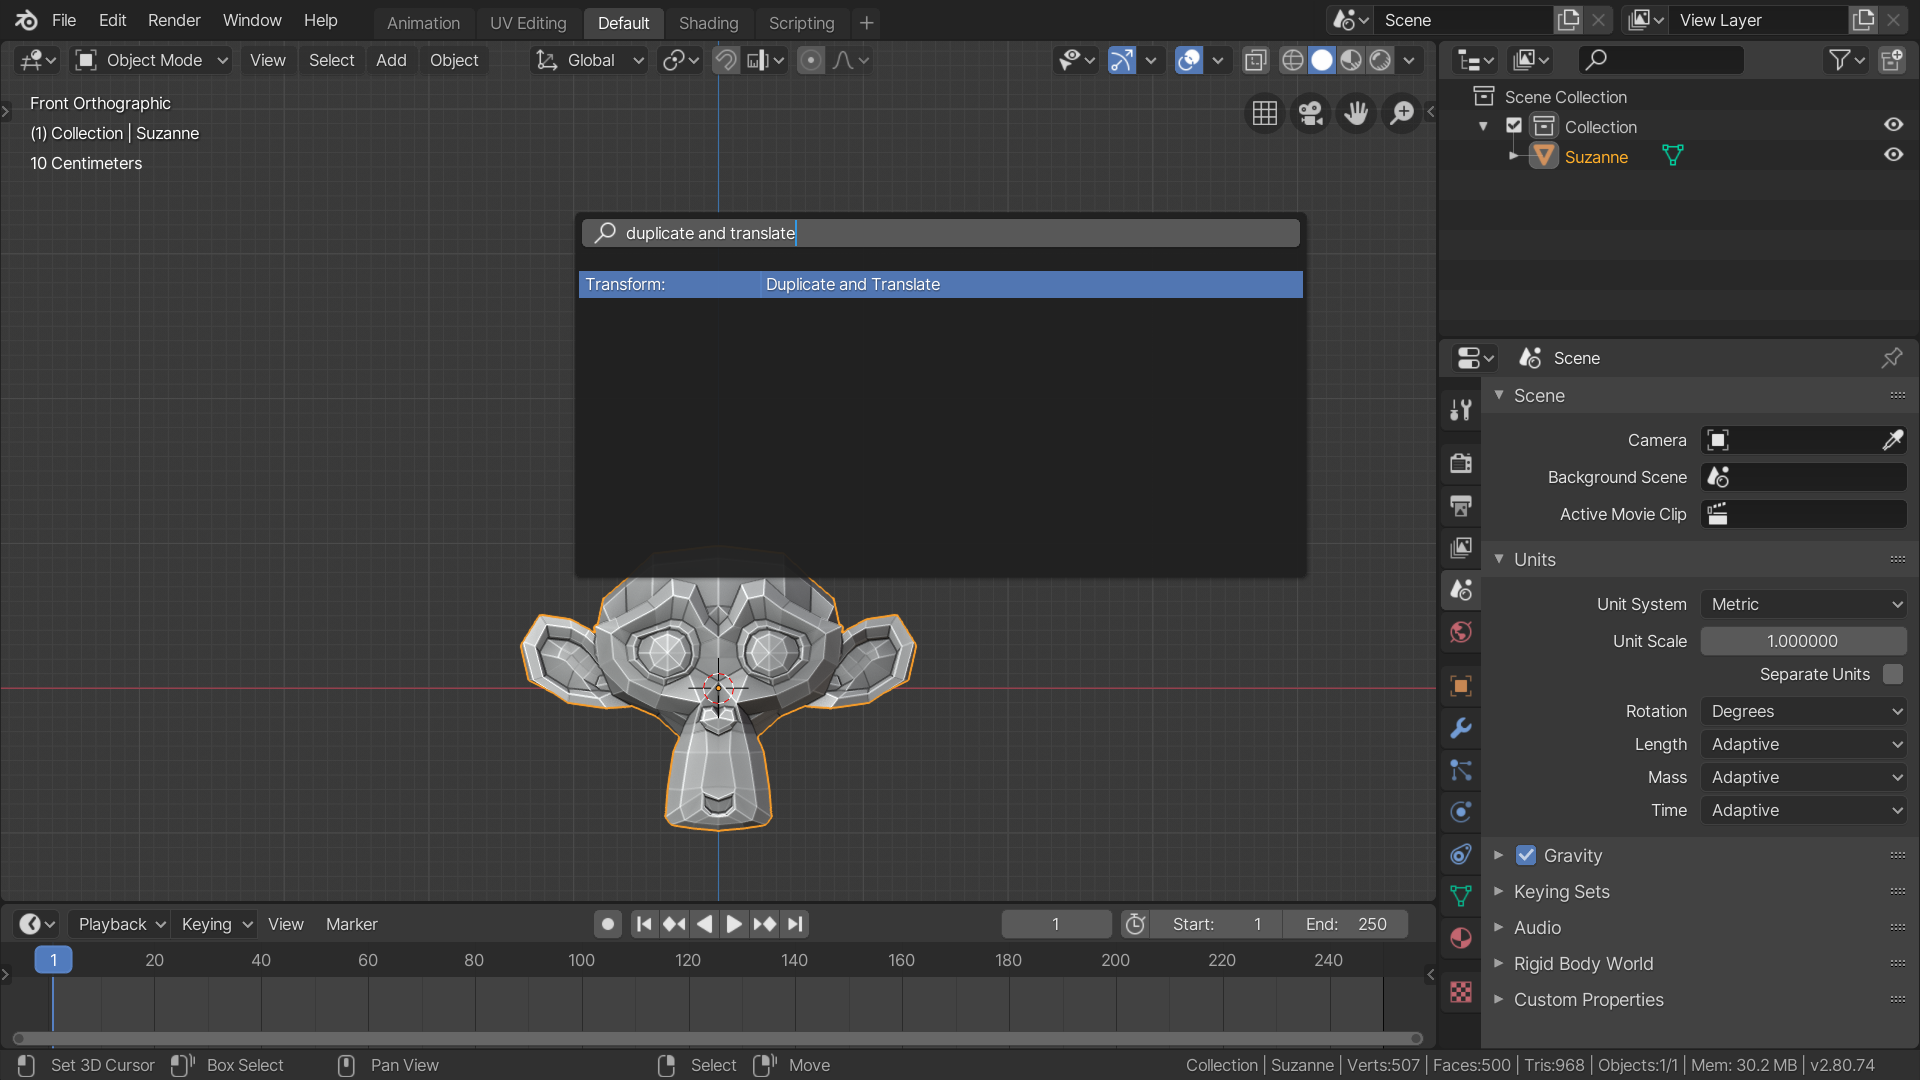 File Edit Render Window Help Animation UV Editing Default Shading Scripting Scene View Layer
Object Mode View Select Add Object Global
Front Orthographic
(1) Collection | Suzanne
10 Centimeters
Scene Collection
Collection
Suzanne
duplicate and translate
Transform: Duplicate and Translate
Scene
Scene
Camera
Background Scene
Active Movie Clip
Units
Unit System Metric
Unit Scale 1.000000
Separate Units
Rotation Degrees
Length Adaptive
Mass Adaptive
Time Adaptive
Gravity
Keying Sets
Audio
Rigid Body World
Custom Properties
Playback Keying View Marker 1 Start: 1 End: 250
1 20 40 60 80 100 120 140 160 180 200 220 240
Set 3D Cursor Box Select Pan View Select Move Collection | Suzanne | Verts:507 | Faces:500 | Tris:968 | Objects:1/1 | Mem: 30.2 MB | v2.80.74